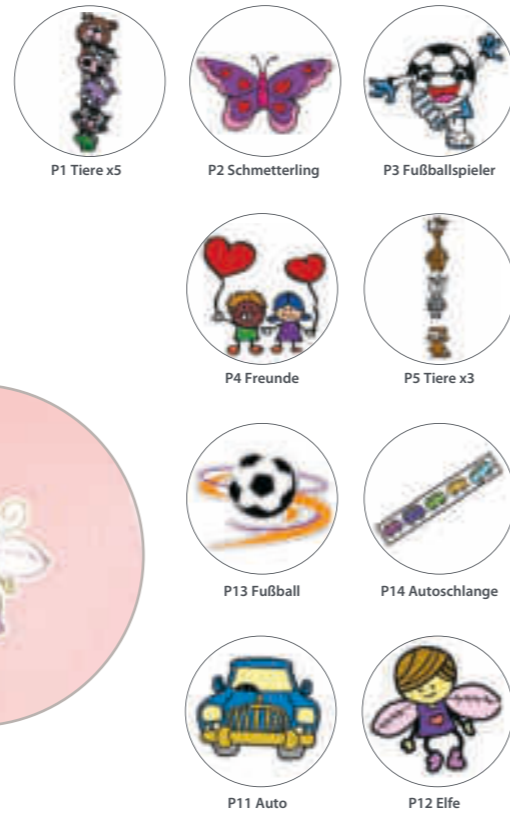 P1 Tiere x5
P2 Schmetterling
P3 Fußballspieler
P4 Freunde
P5 Tiere x3
P13 Fußball
P14 Autoschlange
P11 Auto
P12 Elfe